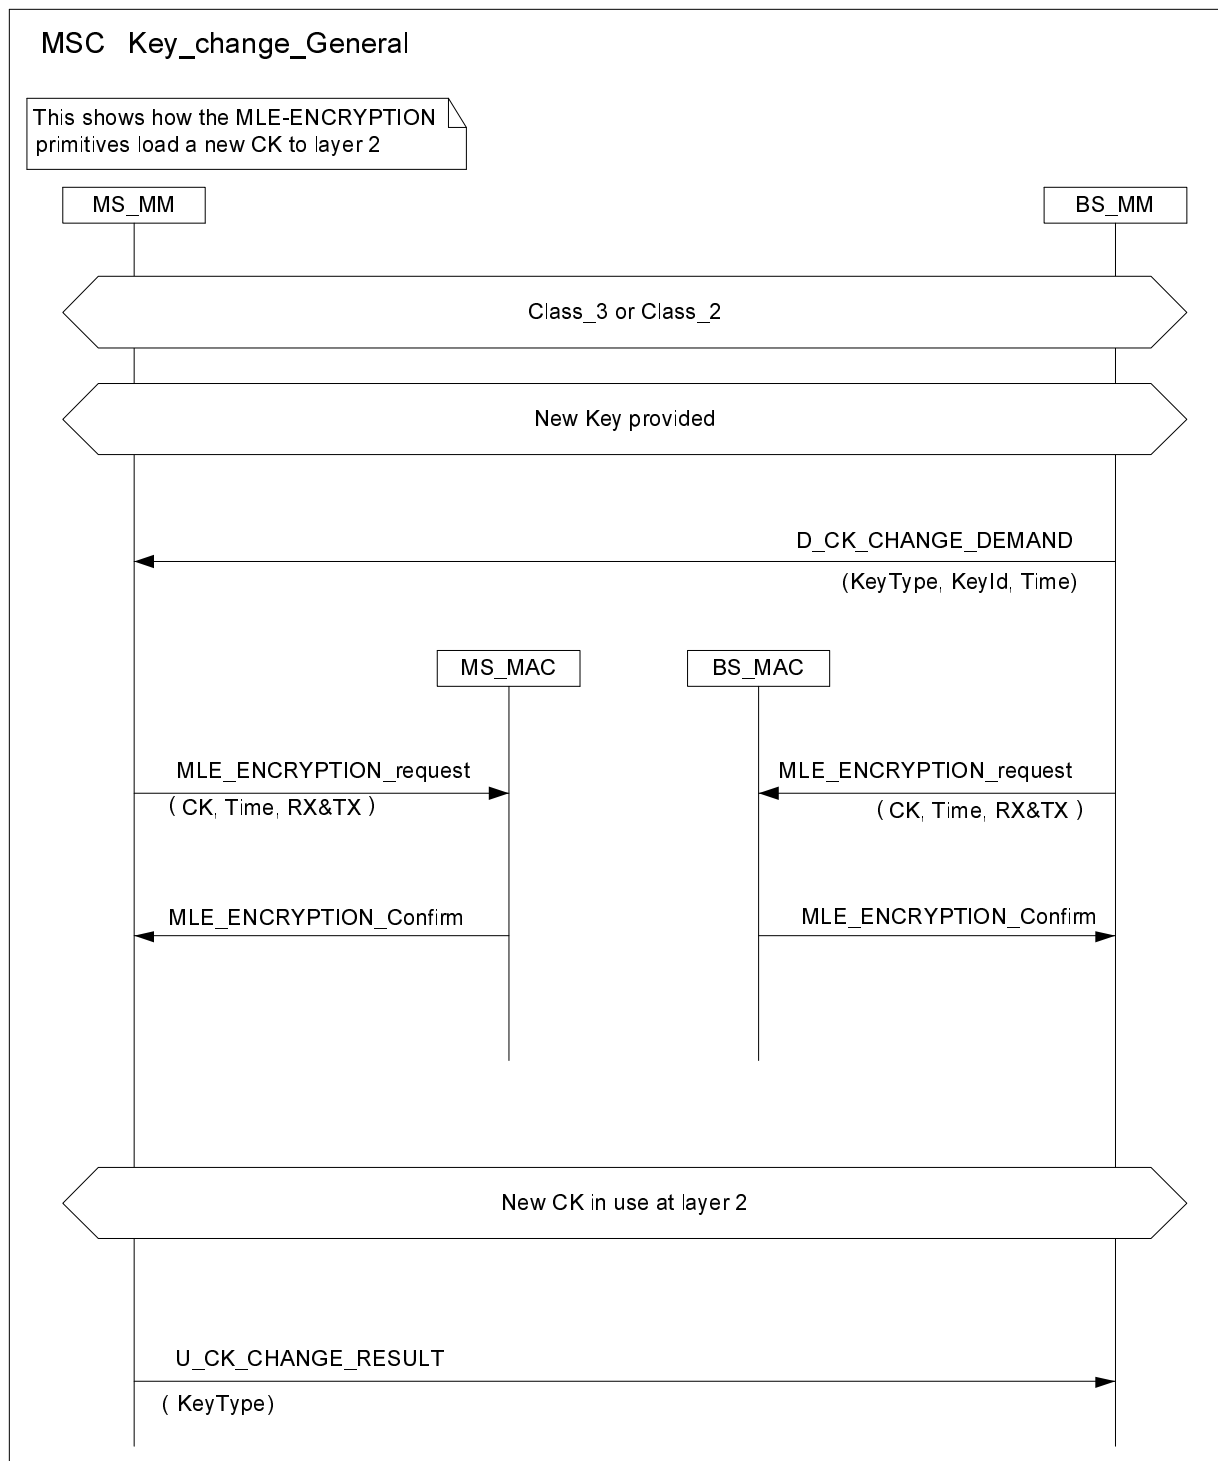 MSC Key_change_General
This shows how the MLE-ENCRYPTION
primitives load a new CK to layer 2
MS_MM
BS_MM
Class_3 or Class_2
New Key provided
D_CK_CHANGE_DEMAND
(KeyType, KeyId, Time)
MS_MAC
BS_MAC
MLE_ENCRYPTION_request
MLE_ENCRYPTION_request
( CK, Time, RX&TX )
( CK, Time, RX&TX )
MLE_ENCRYPTION_Confirm
MLE_ENCRYPTION_Confirm
New CK in use at layer 2
U_CK_CHANGE_RESULT
( KeyType)